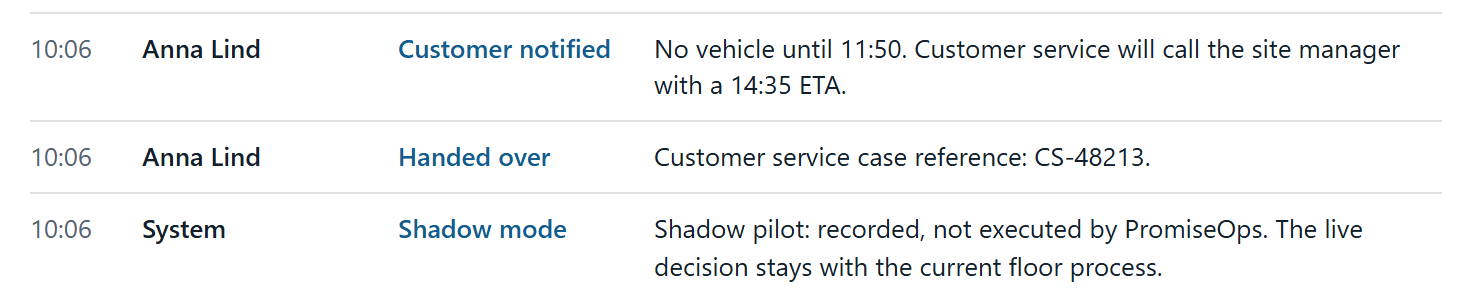 10:06 Anna Lind Customer notified No vehicle until 11:50. Customer service will call the site manager
with a 14:35 ETA.
10:06 Anna Lind Handed over Customer service case reference: CS-48213.
10:06 System Shadow mode Shadow pilot: recorded, not executed by PromiseOps. The live
decision stays with the current floor process.